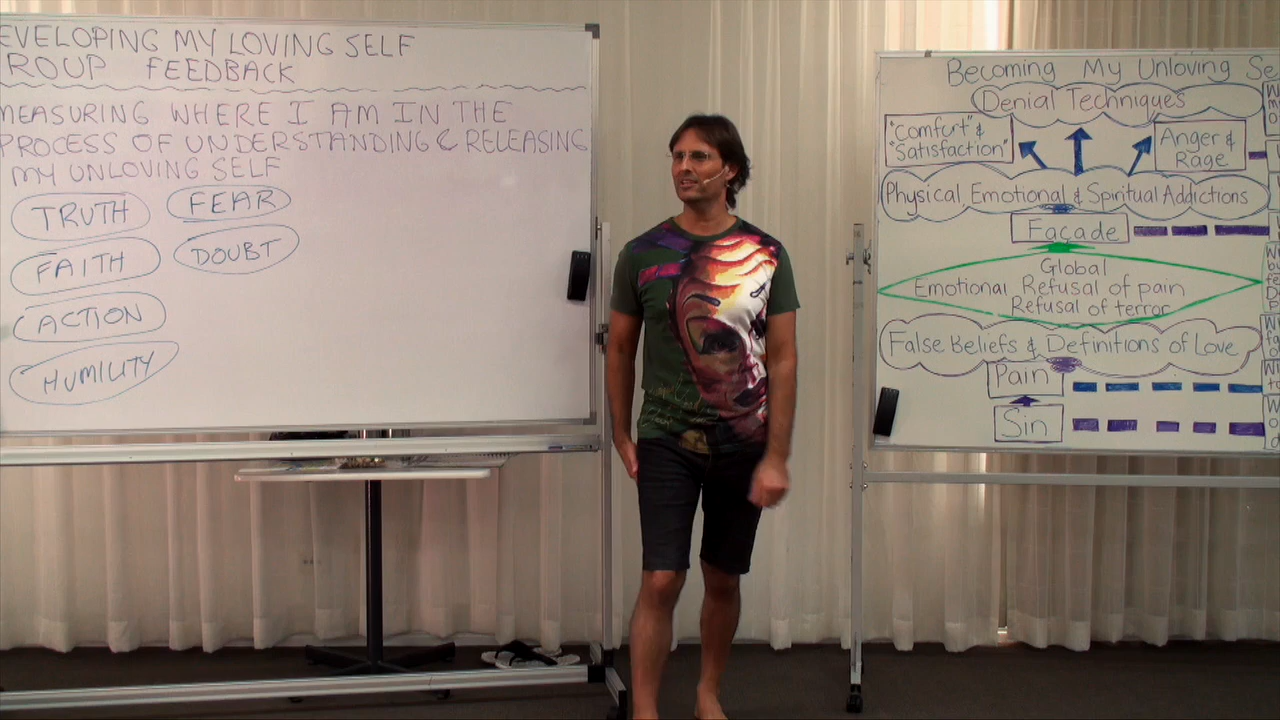 EVELOPING MY LOVING SELF
ROUP FEEDBACK
MEASURING WHERE I AM IN THE
PROCESS OF UNDERSTANDING & RELEASING
MY UNLOVING SELF
TRUTH
FEAR
FAITH
DOUBT
ACTION
HUMILITY
Becoming My Unloving Se
Denial Techniques
"Comfort" &
"Satisfaction"
Anger &
Rage
Physical, Emotional & Spiritual Addictions
Façade
Global
Emotional Refusal of pain
Refusal of terror
False Beliefs & Definitions of Love
Pain
Sin